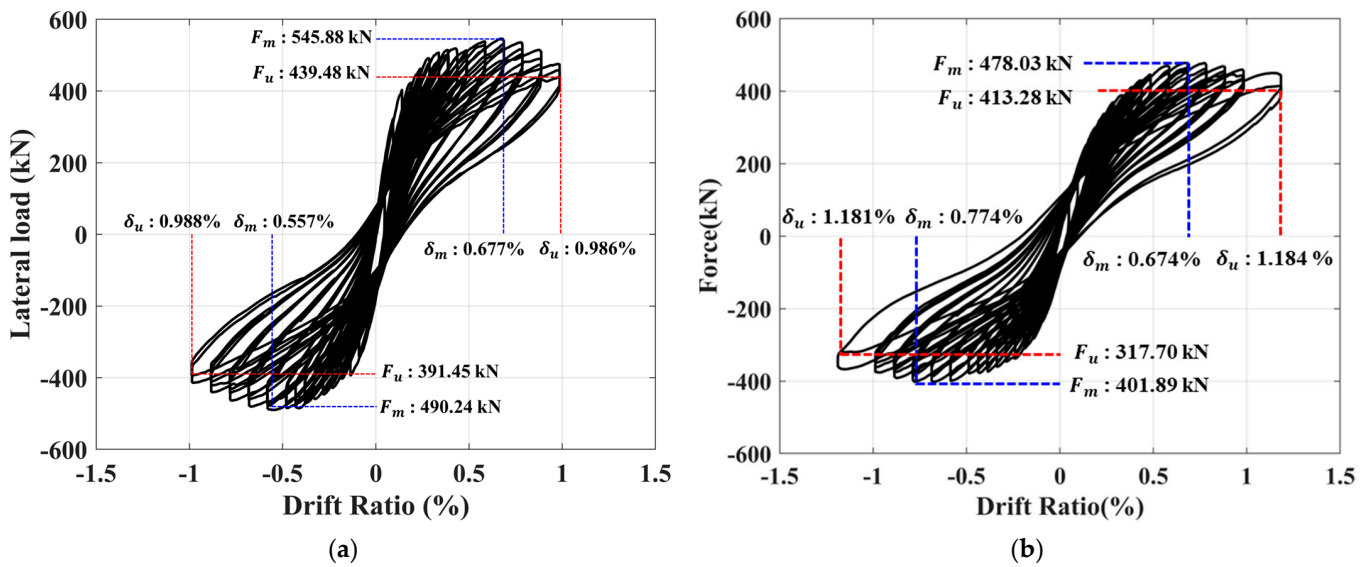 600
400
200
0
-200
-400
-600
Lateral load (kN)
F_m : 545.88 kN
F_u : 439.48 kN
δ_u : 0.988% δ_m : 0.557%
δ_m : 0.677% δ_u : 0.986%
F_u : 391.45 kN
F_m : 490.24 kN
-1.5 -1 -0.5 0 0.5 1 1.5
Drift Ratio (%)
(a)
600
400
200
0
-200
-400
-600
Force(kN)
F_m : 478.03 kN
F_u : 413.28 kN
δ_u : 1.181% δ_m : 0.774%
δ_m : 0.674% δ_u : 1.184 %
F_u : 317.70 kN
F_m : 401.89 kN
-1.5 -1 -0.5 0 0.5 1 1.5
Drift Ratio(%)
(b)